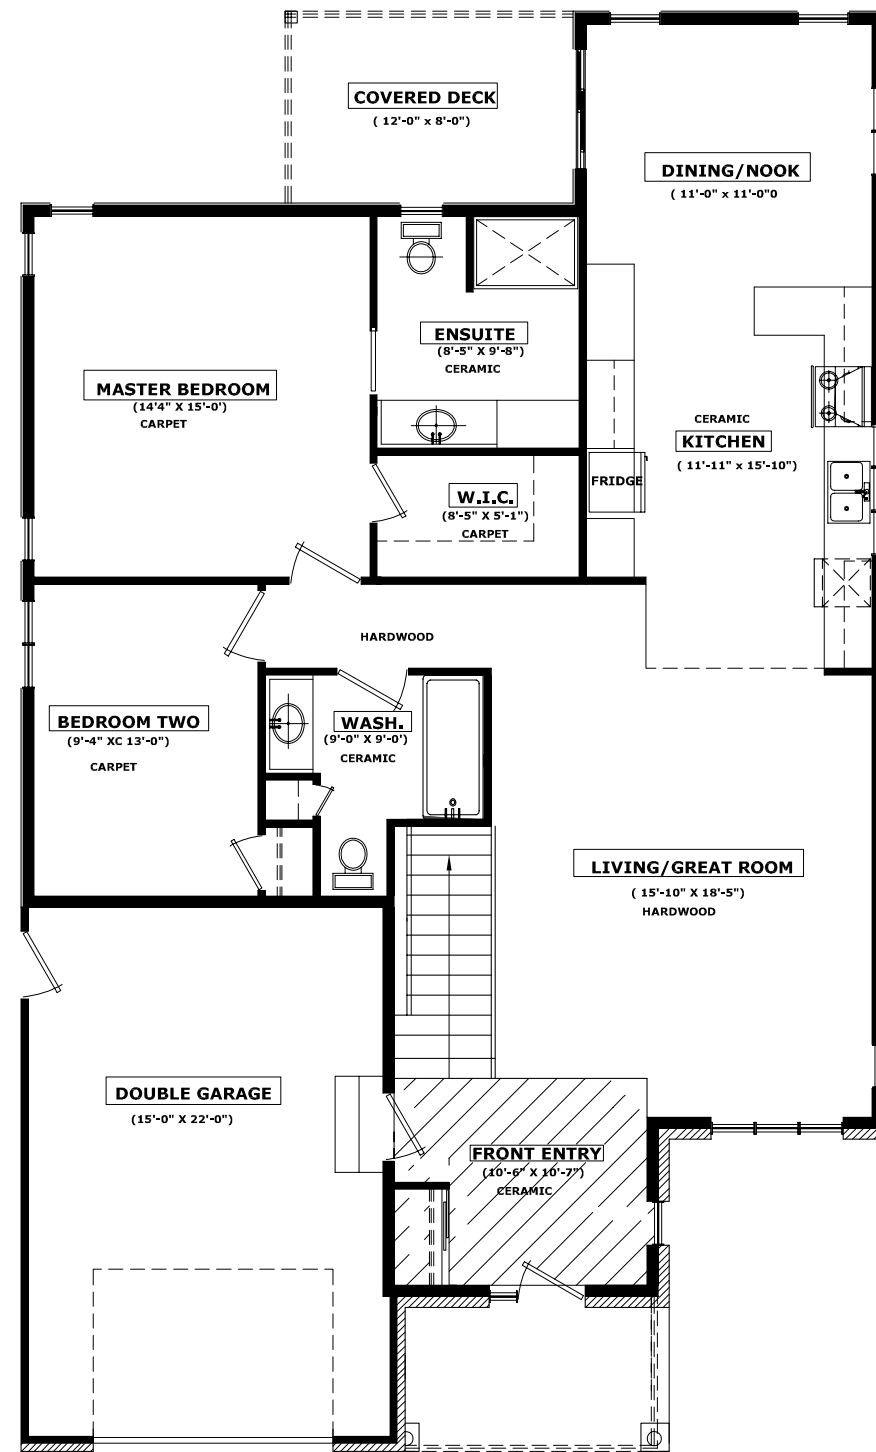 COVERED DECK
( 12'-0" x 8'-0")
DINING/NOOK
( 11'-0" x 11'-0"0
ENSUITE
(8'-5" X 9'-8")
CERAMIC
MASTER BEDROOM
(14'4" X 15'-0')
CARPET
CERAMIC
KITCHEN
( 11'-11" x 15'-10")
FRIDGE
W.I.C.
(8'-5" X 5'-1")
CARPET
HARDWOOD
BEDROOM TWO
(9'-4" XC 13'-0")
CARPET
WASH.
(9'-0" X 9'-0')
CERAMIC
LIVING/GREAT ROOM
( 15'-10" X 18'-5")
HARDWOOD
DOUBLE GARAGE
(15'-0" X 22'-0")
FRONT ENTRY
(10'-6" X 10'-7")
CERAMIC